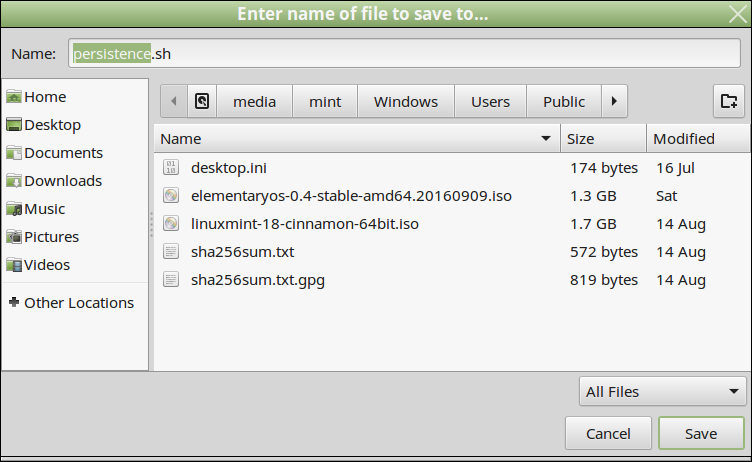 Enter name of file to save to...
Name: persistence.sh
Home
Desktop
Documents
Downloads
Music
Pictures
Videos
Other Locations
media mint Windows Users Public
Name Size Modified
desktop.ini 174 bytes 16 Jul
elementaryos-0.4-stable-amd64.20160909.iso 1.3 GB Sat
linuxmint-18-cinnamon-64bit.iso 1.7 GB 14 Aug
sha256sum.txt 572 bytes 14 Aug
sha256sum.txt.gpg 819 bytes 14 Aug
All Files
Cancel Save